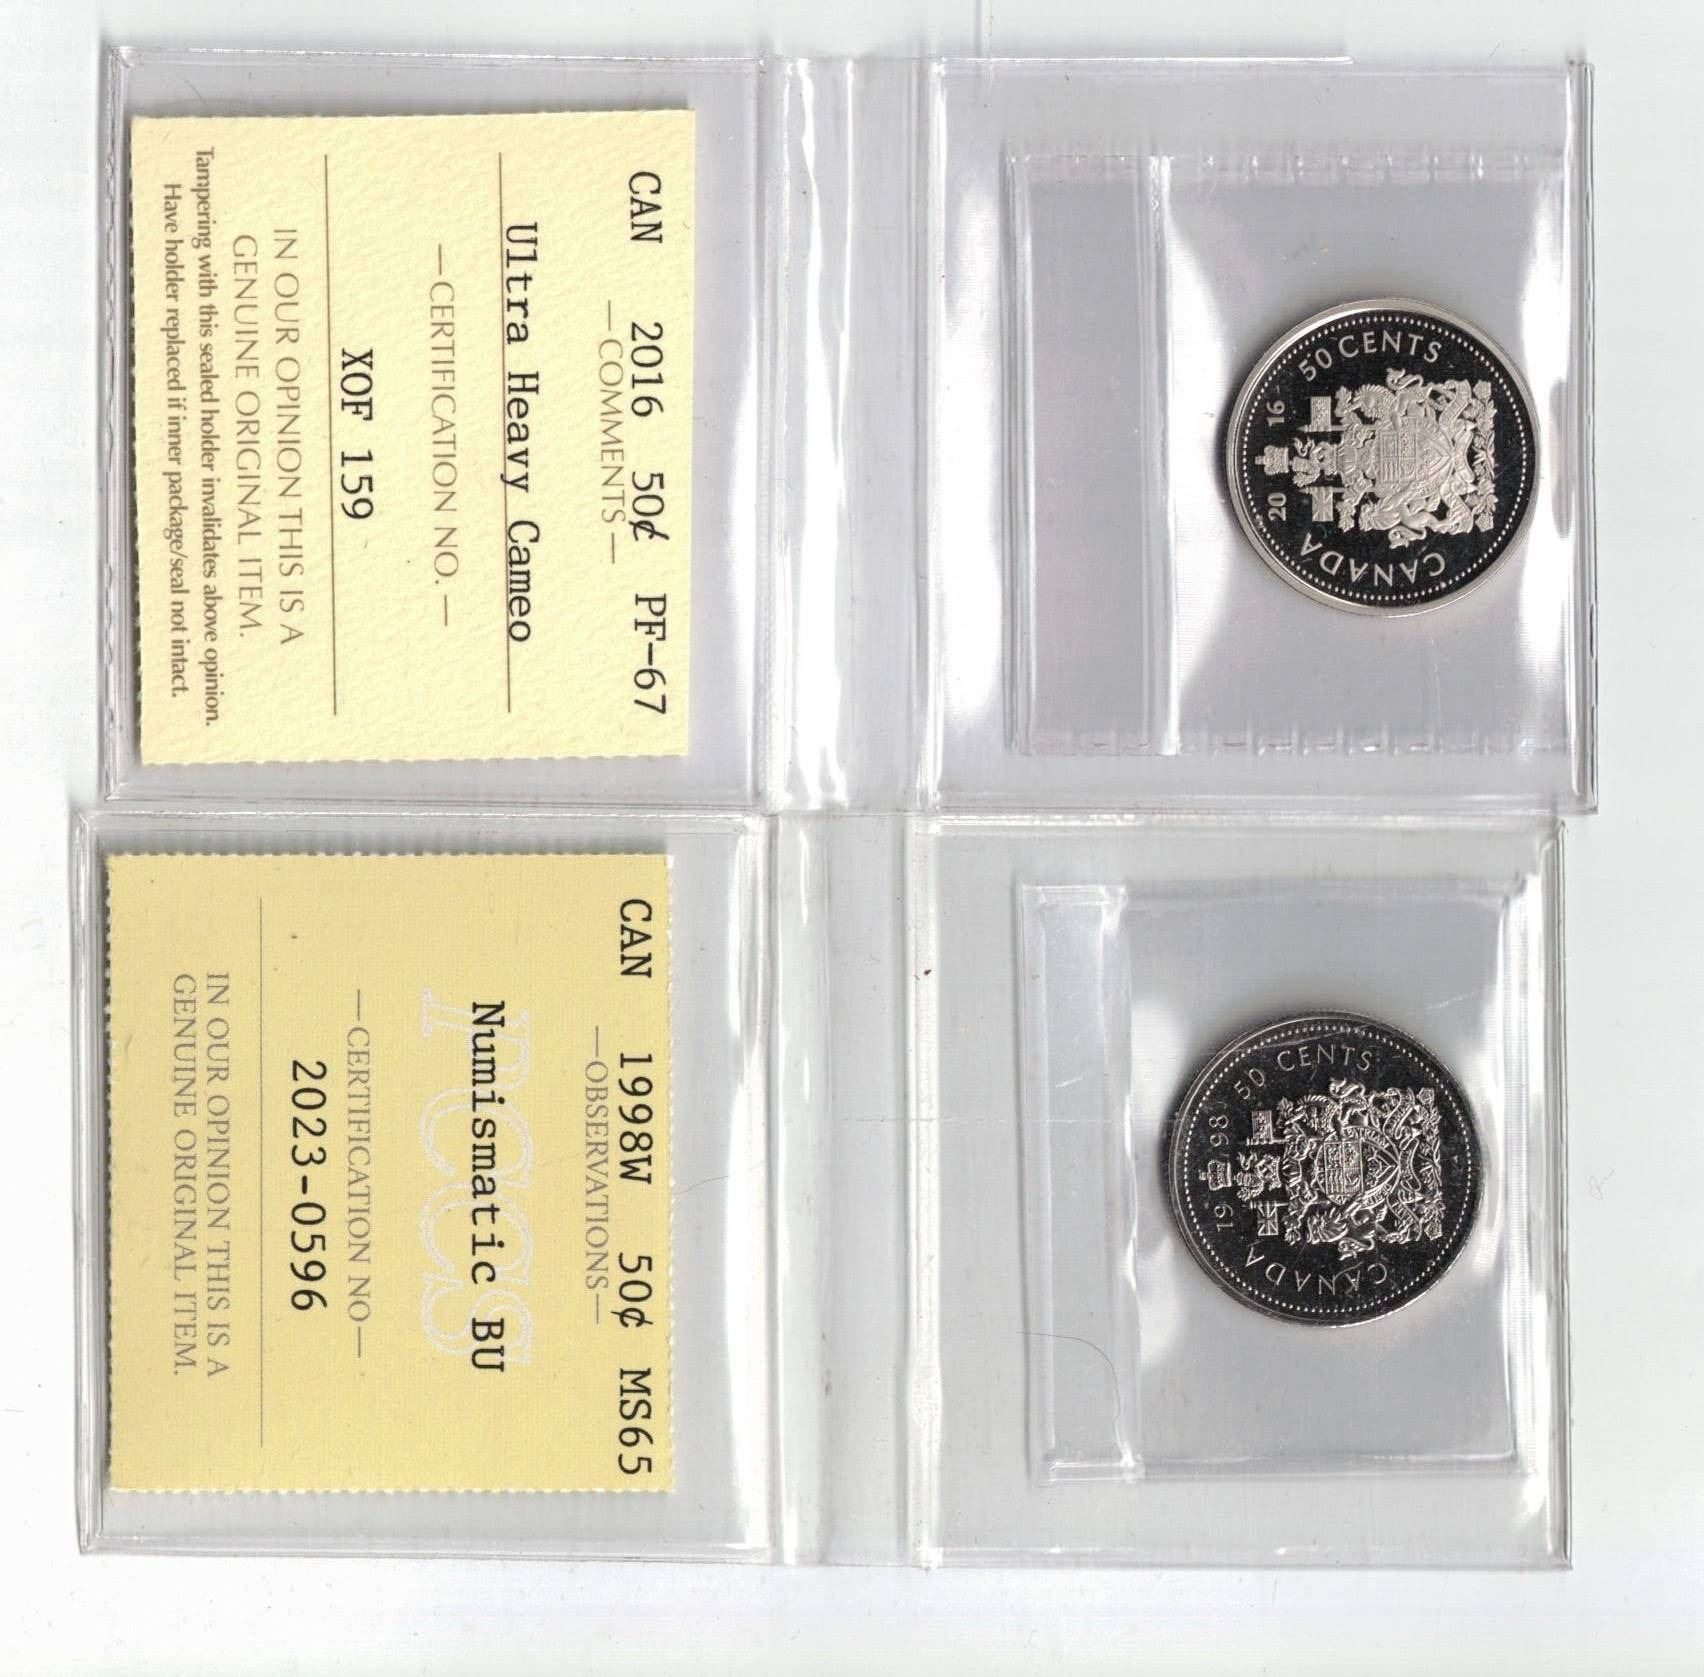 CAN 2016 50¢ PF-67
—COMMENTS—
Ultra Heavy Cameo
—CERTIFICATION NO.—
XOF 159
IN OUR OPINION THIS IS A
GENUINE ORIGINAL ITEM.
Tampering with this sealed holder invalidates above opinion.
Have holder replaced if inner package/seal not intact.
50 CENTS
20 16
CANADA
CAN 1998W 50¢ MS65
—OBSERVATIONS—
Numismatic BU
PCCS
—CERTIFICATION NO—
2023-0596
IN OUR OPINION THIS IS A
GENUINE ORIGINAL ITEM.
50 CENTS
19 98
CANADA